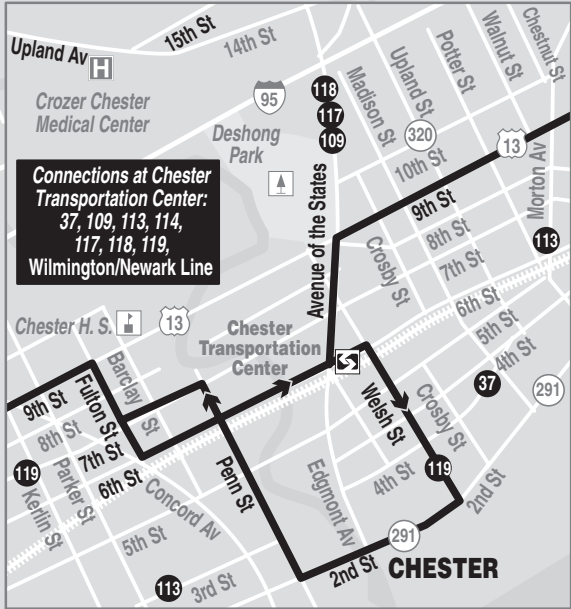 Upland Av
H
15th St
14th St
Crozer Chester
Medical Center
95
Deshong
Park
118
117
109
Madison St
Upland St
Potter St
Walnut St
Chestnut St
320
10th St
13
9th St
8th St
7th St
Morton Av
113
Connections at Chester
Transportation Center:
37, 109, 113, 114,
117, 118, 119,
Wilmington/Newark Line
Avenue of the States
Crosby St
6th St
5th St
4th St
37
291
Chester H. S.
13
Chester
Transportation
Center
Barclay St
Fulton St
9th St
8th St
7th St
6th St
119
Kerlin St
Parker St
Concord Av
5th St
Penn St
113
3rd St
Welsh St
Crosby St
119
4th St
Edgmont Av
2nd St
291
2nd St
CHESTER